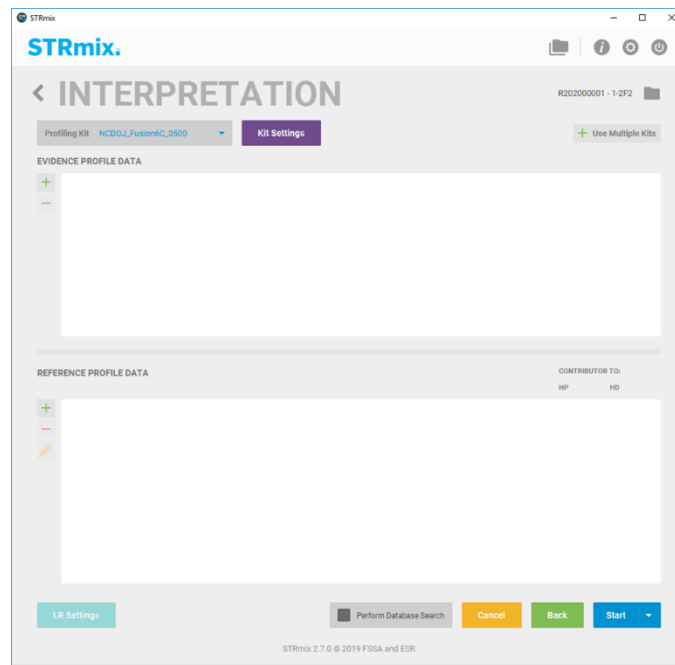 STRmix
STRmix
INTERPRETATION
R202000001 - 1-2F2
Profiling Kit NCDOJ_Fusion6C_3500
Kit Settings
+ Use Multiple Kits
EVIDENCE PROFILE DATA
REFERENCE PROFILE DATA
CONTRIBUTOR TO:
HP HD
LR Settings
Perform Database Search
Cancel
Back
Start
STRmix 2.7.0 © 2019 FSSA and ESR